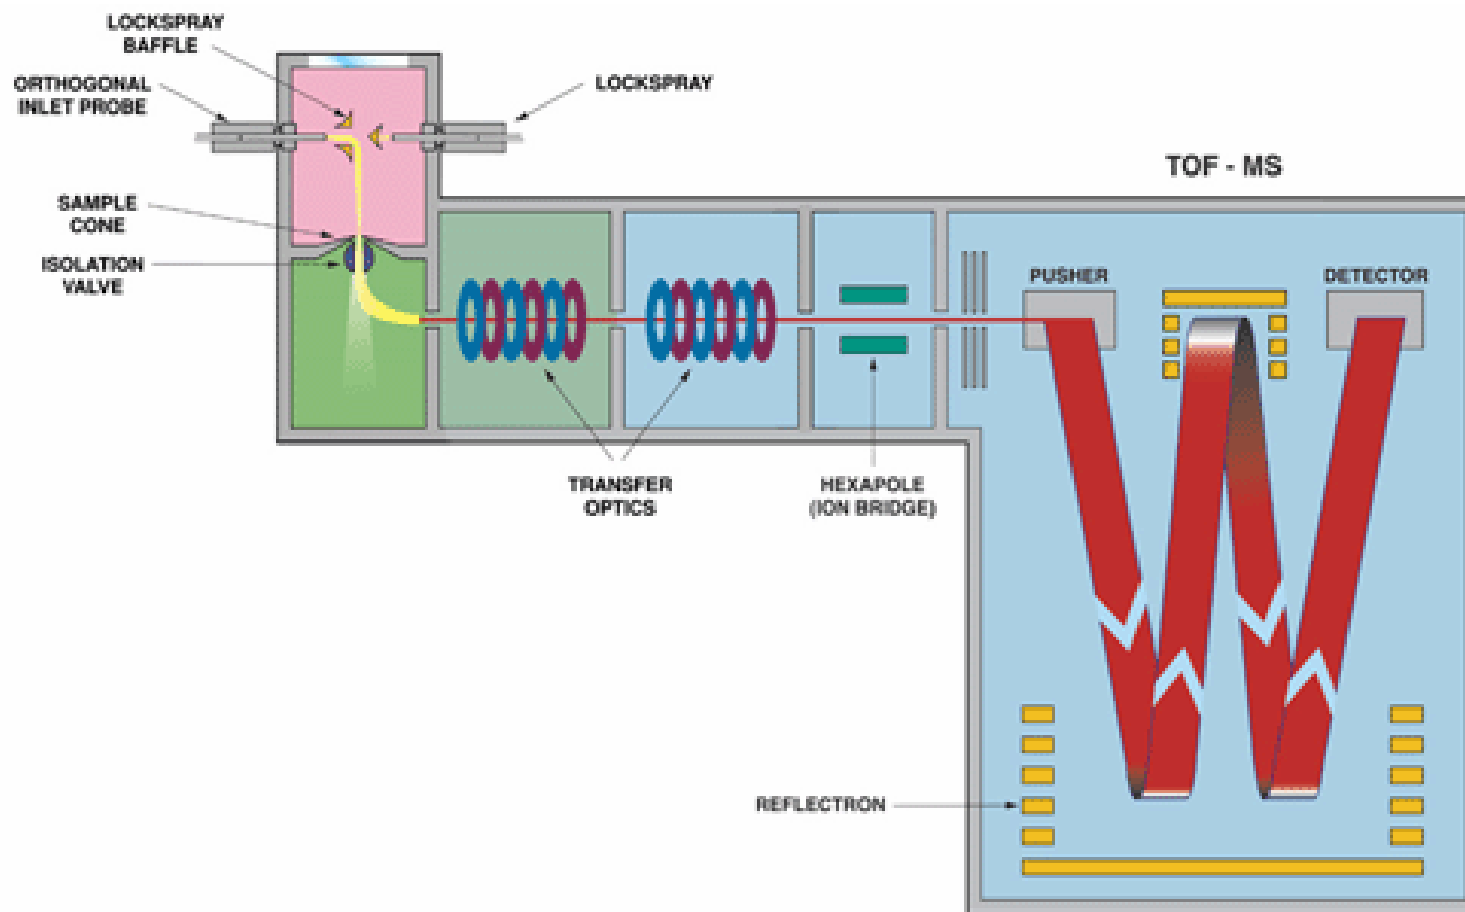 LOCKSPRAY
BAFFLE
ORTHOGONAL
INLET PROBE
LOCKSPRAY
TOF - MS
SAMPLE
CONE
ISOLATION
VALVE
PUSHER
DETECTOR
TRANSFER
OPTICS
HEXAPOLE
(ION BRIDGE)
REFLECTRON